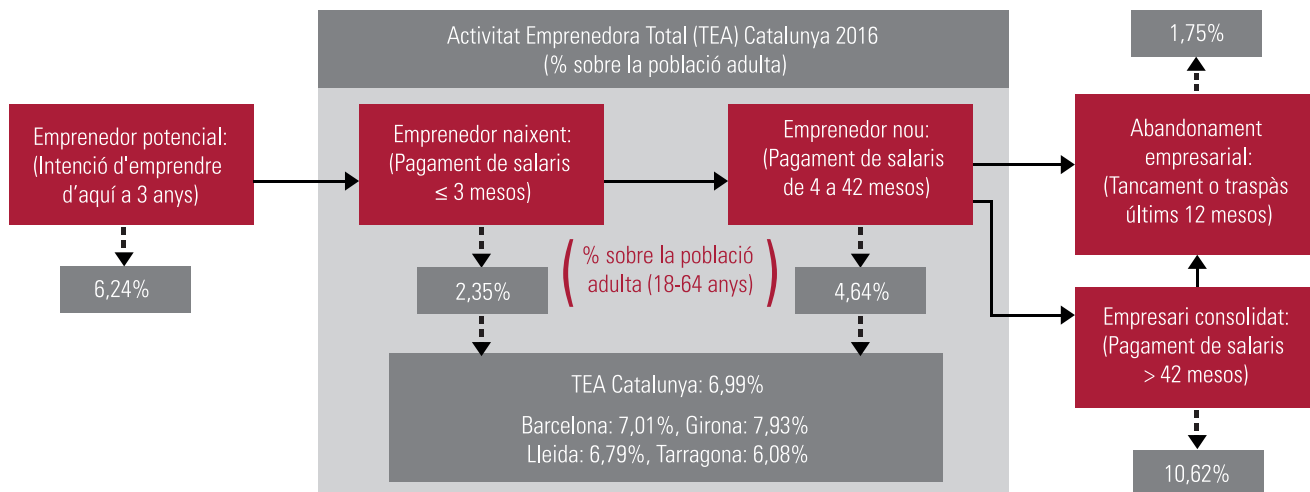 Activitat Emprenedora Total (TEA) Catalunya 2016
(% sobre la població adulta)
Emprenedor potencial:
(Intenció d'emprendre
d’aquí a 3 anys)
6,24%
Emprenedor naixent:
(Pagament de salaris
≤ 3 mesos)
2,35%
Emprenedor nou:
(Pagament de salaris
de 4 a 42 mesos)
4,64%
(% sobre la població
adulta (18-64 anys))
TEA Catalunya: 6,99%
Barcelona: 7,01%, Girona: 7,93%
Lleida: 6,79%, Tarragona: 6,08%
1,75%
Abandonament
empresarial:
(Tancament o traspàs
últims 12 mesos)
Empresari consolidat:
(Pagament de salaris
> 42 mesos)
10,62%